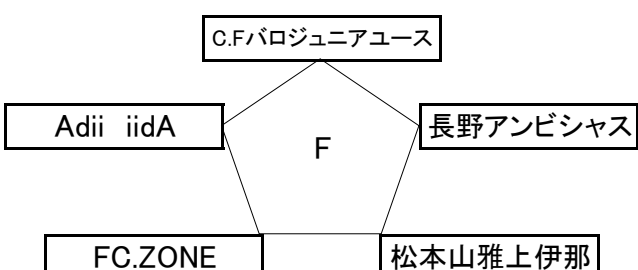 C.Fバロジュニアユース
Adii iidA
長野アンビシャス
F
FC.ZONE
松本山雅上伊那